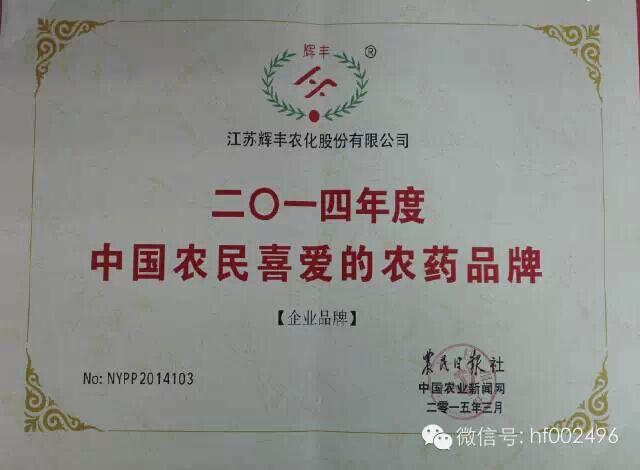 辉丰
®
江苏辉丰农化股份有限公司
二〇一四年度
中国农民喜爱的农药品牌
【企业品牌】
No: NYPP2014103
农民日报社
中国农业新闻网
二零一五年三月
微信号: hf002496